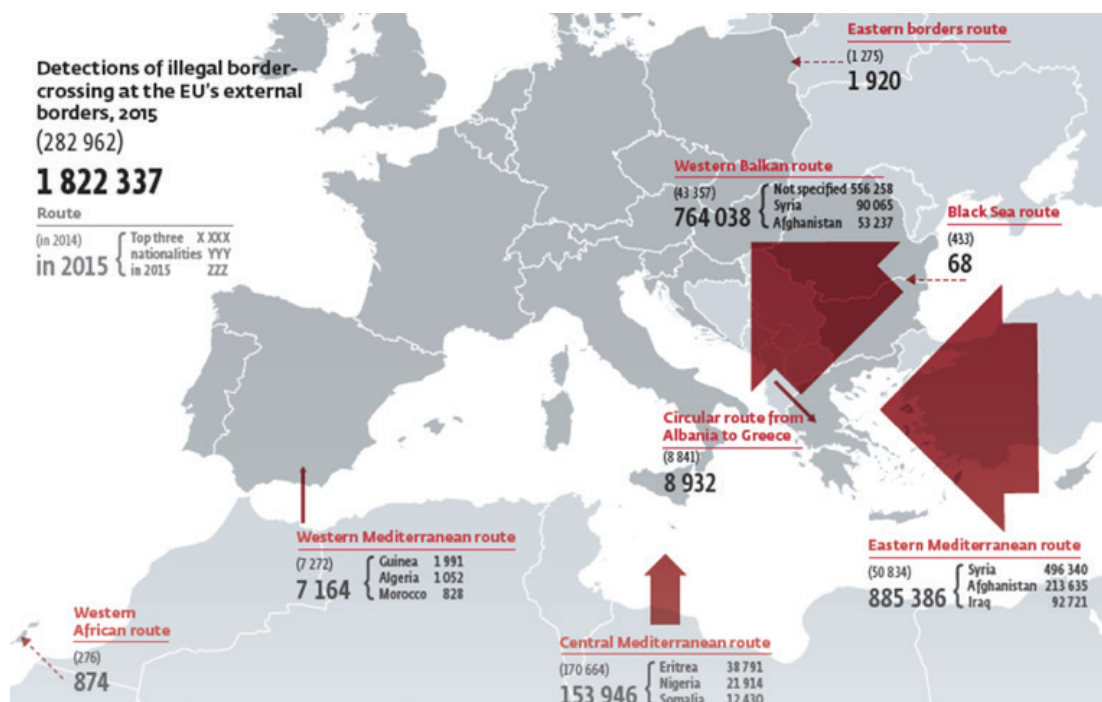 Detections of illegal border-
crossing at the EU's external
borders, 2015
(282 962)
1 822 337
Route
(in 2014)
in 2015
Top three X XXX
nationalities YYY
in 2015 ZZZ
Eastern borders route
(1 275)
1 920
Western Balkan route
(43 357)
764 038
Not specified 556 258
Syria 90 065
Afghanistan 53 237
Black Sea route
(433)
68
Circular route from
Albania to Greece
(8 841)
8 932
Western Mediterranean route
(7 272)
7 164
Guinea 1 991
Algeria 1 052
Morocco 828
Eastern Mediterranean route
(50 834)
885 386
Syria 496 340
Afghanistan 213 635
Iraq 92 721
Western
African route
(276)
874
Central Mediterranean route
(170 664)
153 946
Eritrea 38 791
Nigeria 21 914
Somalia 12 430